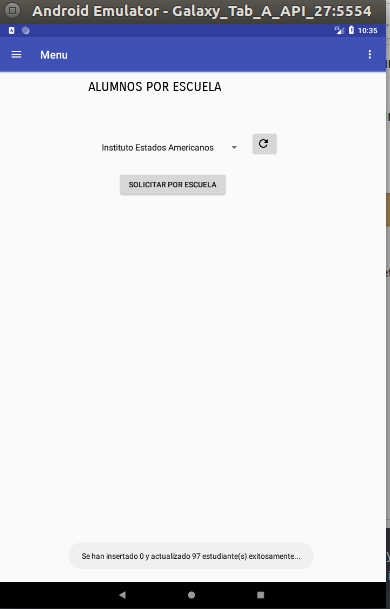 Android Emulator - Galaxy_Tab_A_API_27:5554
10:35
Menu
ALUMNOS POR ESCUELA
Instituto Estados Americanos
SOLICITAR POR ESCUELA
Se han insertado 0 y actualizado 97 estudiante(s) exitosamente...